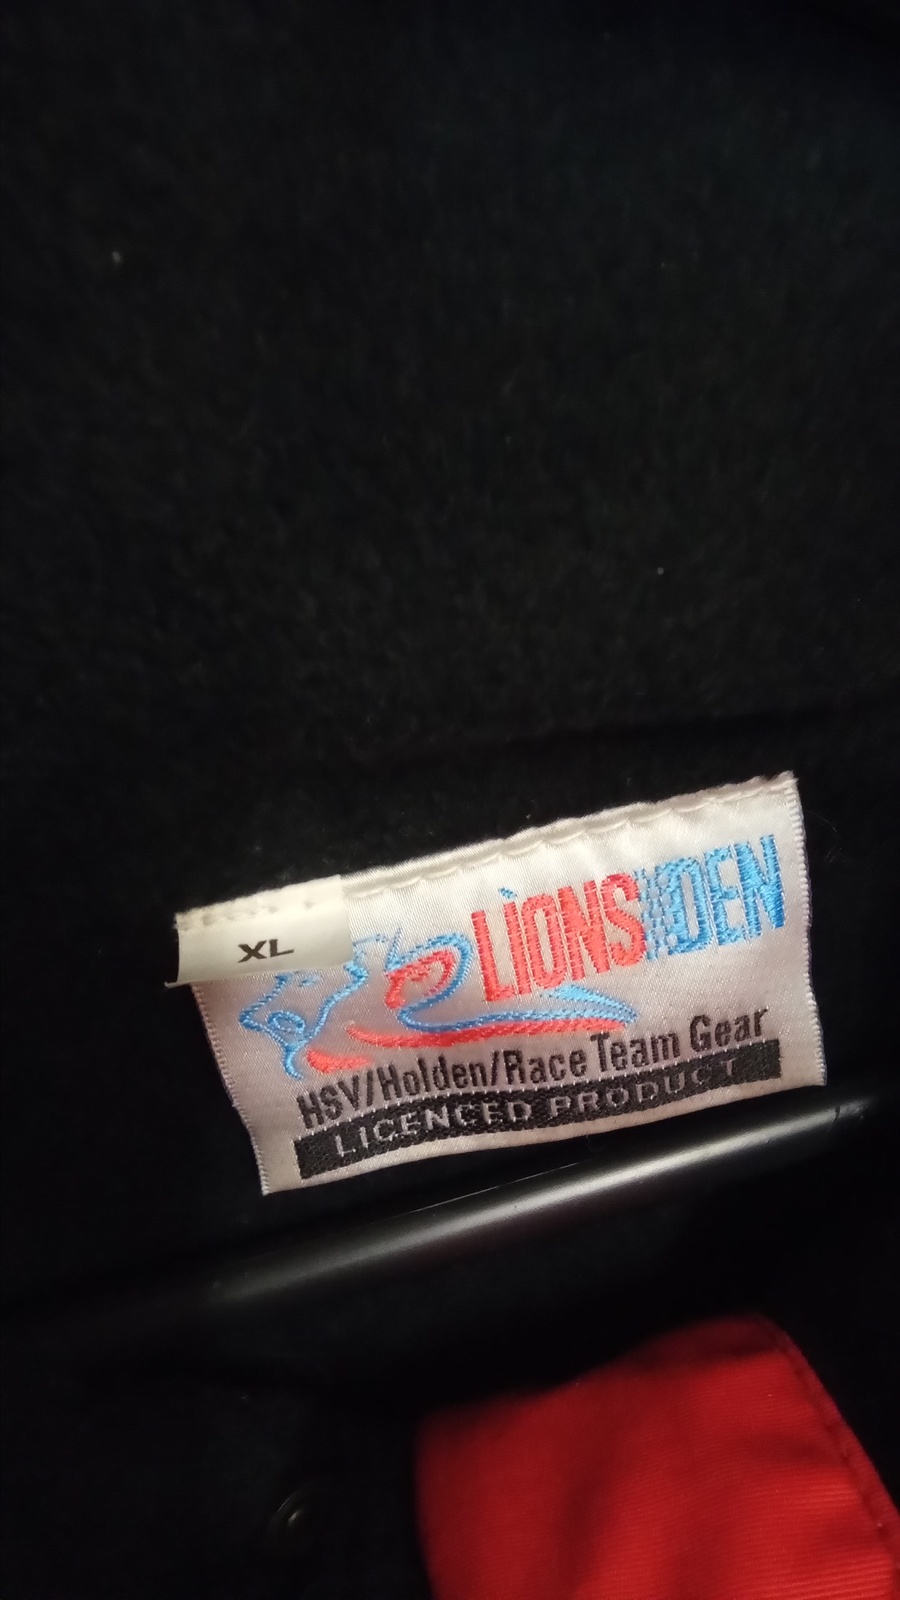 XL
LIONS DEN
HSV/Holden/Race Team Gear
LICENCED PRODUCT